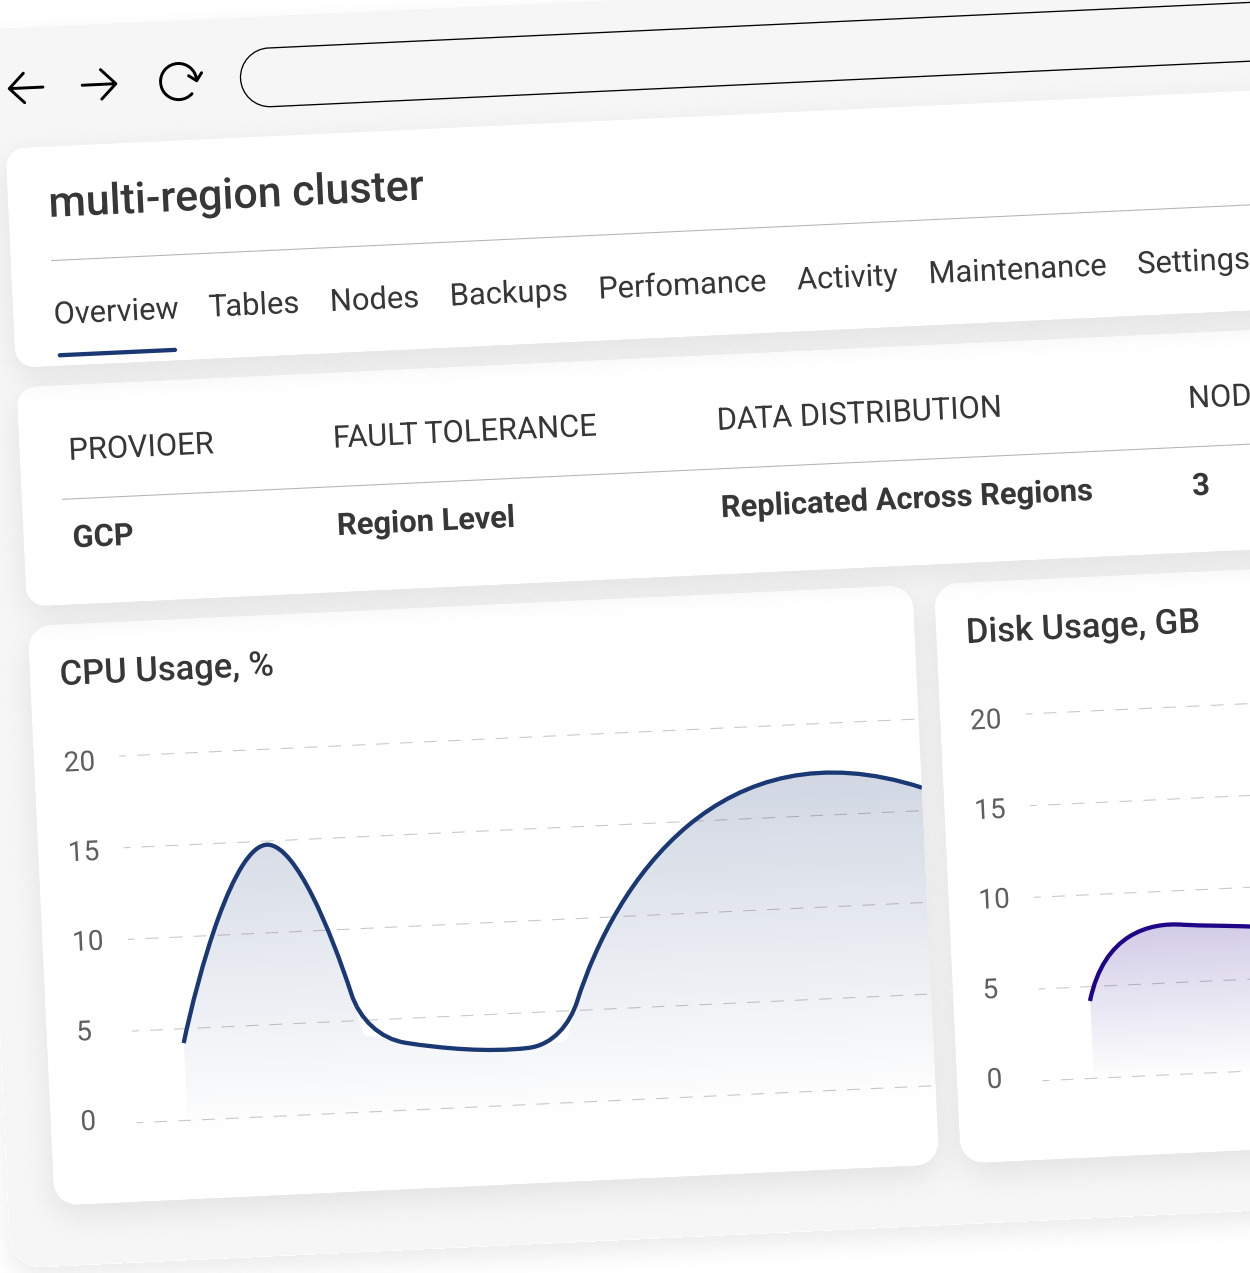 multi-region cluster
Overview Tables Nodes Backups Perfomance Activity Maintenance Settings
PROVIOER FAULT TOLERANCE DATA DISTRIBUTION NOD
GCP Region Level Replicated Across Regions 3
CPU Usage, %
20
15
10
5
0
Disk Usage, GB
20
15
10
5
0